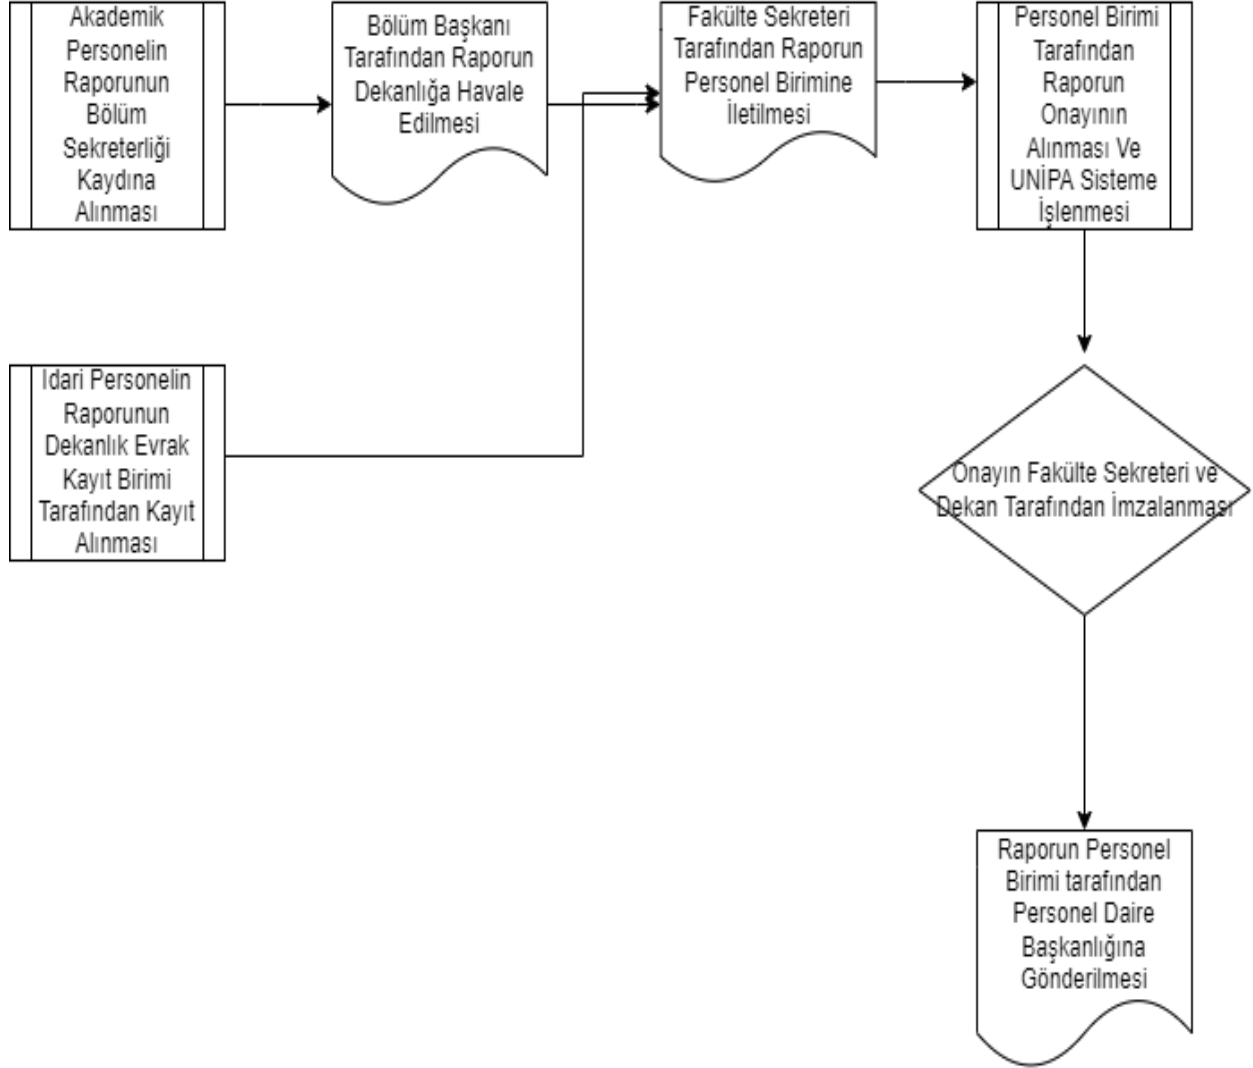 Akademik
Personelin
Raporunun
Bölüm
Sekreterliği
Kaydına
Alınması
Bölüm Başkanı
Tarafından Raporun
Dekanlığa Havale
Edilmesi
Fakülte Sekreteri
Tarafından Raporun
Personel Birimine
İletilmesi
Personel Birimi
Tarafından
Raporun
Onayının
Alınması Ve
UNİPA Sisteme
İşlenmesi
Idari Personelin
Raporunun
Dekanlık Evrak
Kayıt Birimi
Tarafından Kayıt
Alınması
Onayın Fakülte Sekreteri ve
Dekan Tarafından İmzalanması
Raporun Personel
Birimi tarafından
Personel Daire
Başkanlığına
Gönderilmesi